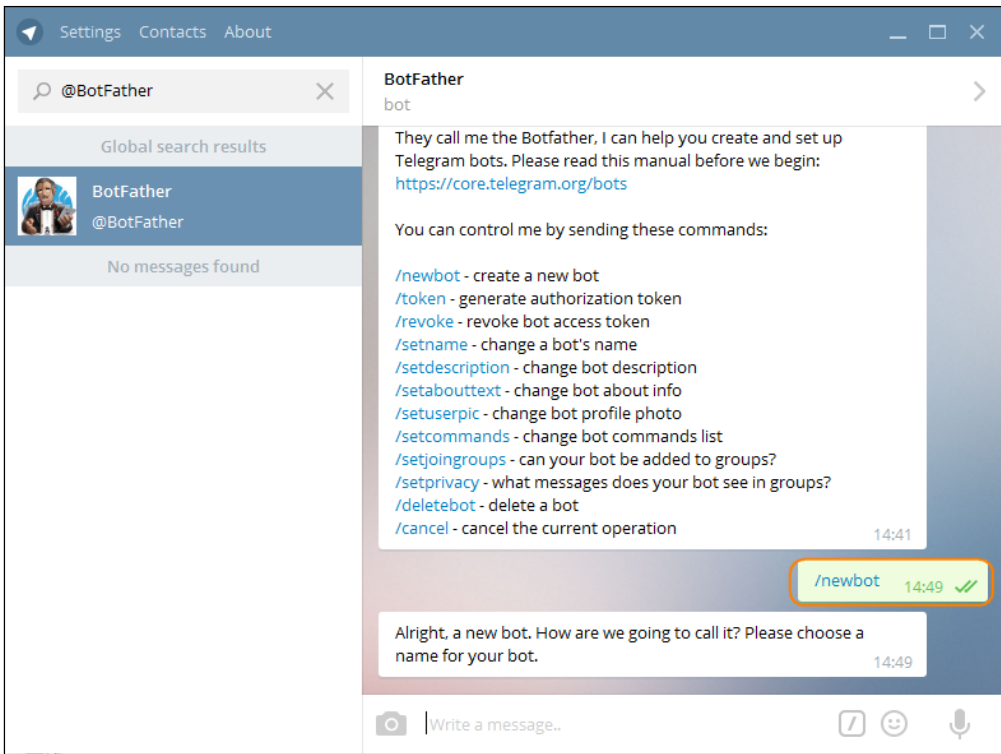 Settings Contacts About
@BotFather
Global search results
BotFather
@BotFather
No messages found
BotFather
bot
They call me the Botfather, I can help you create and set up
Telegram bots. Please read this manual before we begin:
https://core.telegram.org/bots
You can control me by sending these commands:
/newbot - create a new bot
/token - generate authorization token
/revoke - revoke bot access token
/setname - change a bot's name
/setdescription - change bot description
/setabouttext - change bot about info
/setuserpic - change bot profile photo
/setcommands - change bot commands list
/setjoingroups - can your bot be added to groups?
/setprivacy - what messages does your bot see in groups?
/deletebot - delete a bot
/cancel - cancel the current operation
14:41
/newbot 14:49
Alright, a new bot. How are we going to call it? Please choose a
name for your bot.
14:49
Write a message..